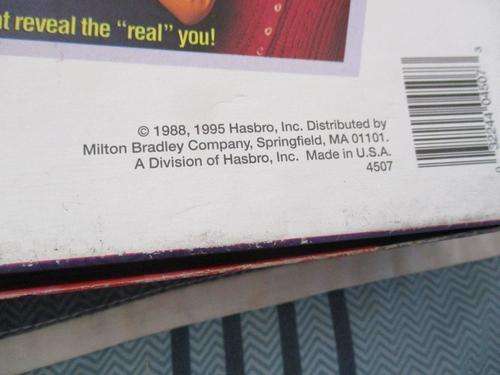 t reveal the “real” you!
© 1988, 1995 Hasbro, Inc. Distributed by
Milton Bradley Company, Springfield, MA 01101.
A Division of Hasbro, Inc. Made in U.S.A.
4507